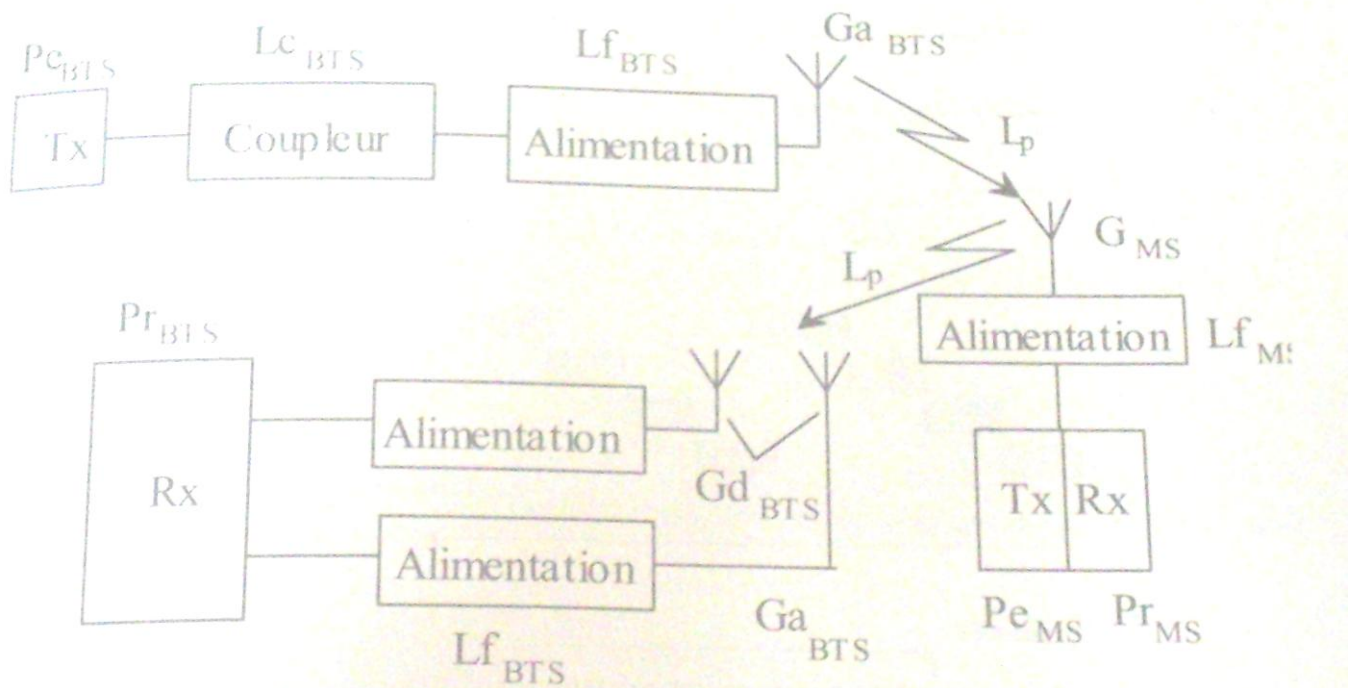 Pe BTS
Lc BTS
Lf BTS
Ga BTS
Tx
Coupleur
Alimentation
Lp
G MS
Lp
Pr BTS
Alimentation
Rx
Alimentation
Gd BTS
Alimentation
Lf BTS
Ga BTS
Tx
Rx
Pe MS
Pr MS